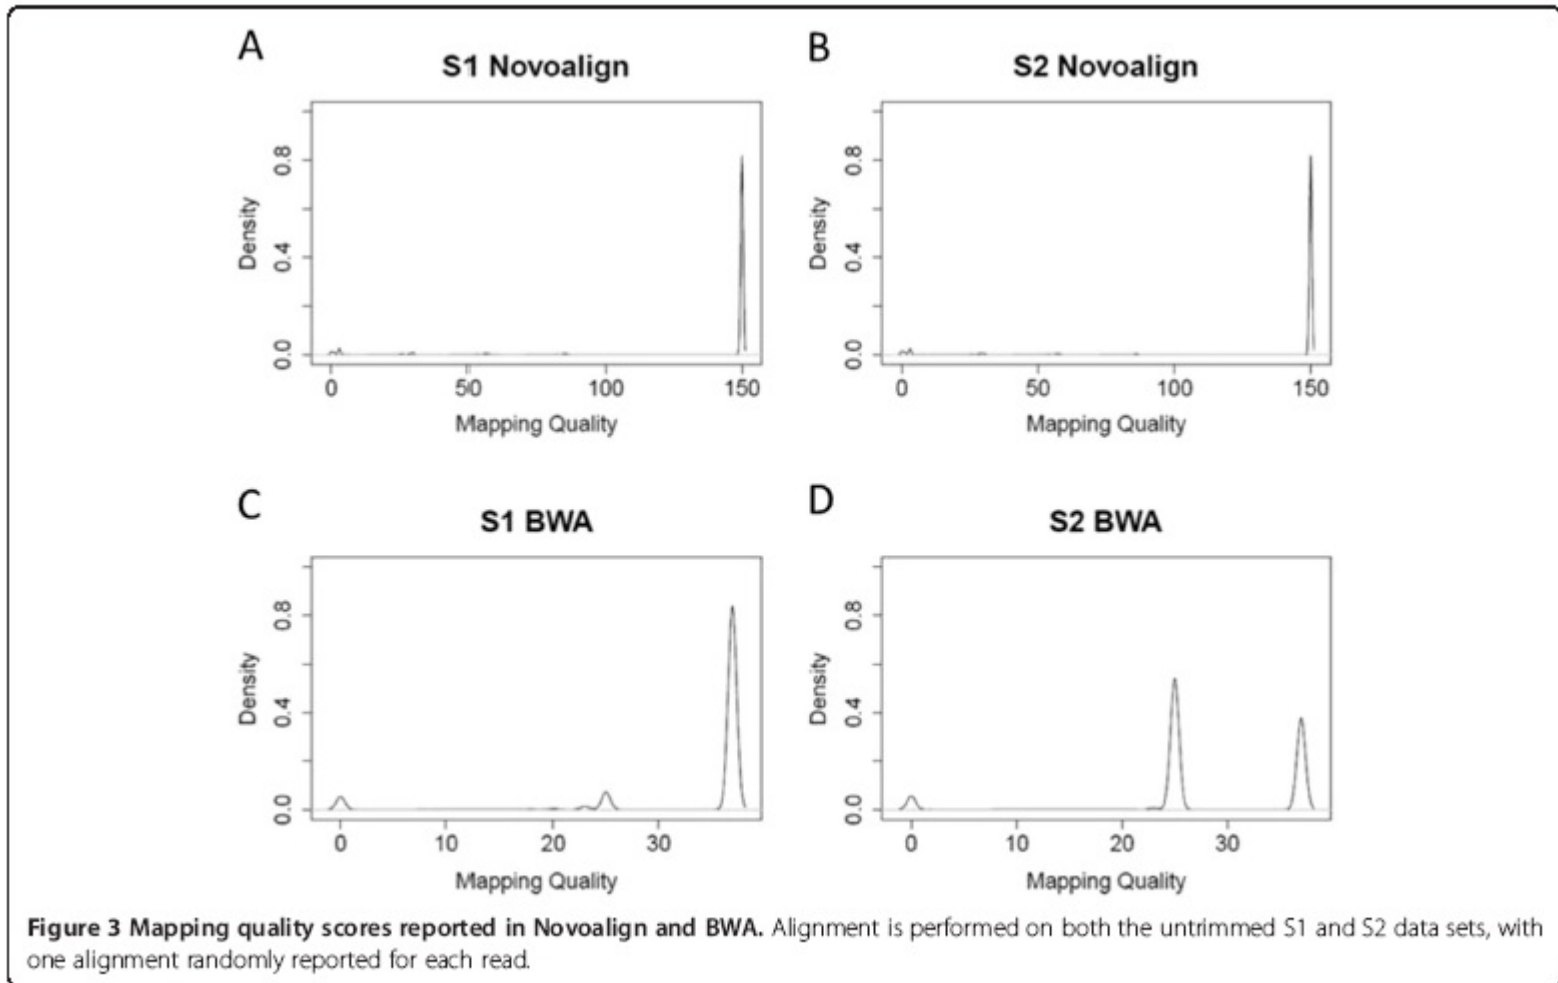 A
S1 Novoalign
Density
0.0 0.4 0.8
0 50 100 150
Mapping Quality
B
S2 Novoalign
Density
0.0 0.4 0.8
0 50 100 150
Mapping Quality
C
S1 BWA
Density
0.0 0.4 0.8
0 10 20 30
Mapping Quality
D
S2 BWA
Density
0.0 0.4 0.8
0 10 20 30
Mapping Quality
Figure 3 Mapping quality scores reported in Novoalign and BWA. Alignment is performed on both the untrimmed S1 and S2 data sets, with
one alignment randomly reported for each read.